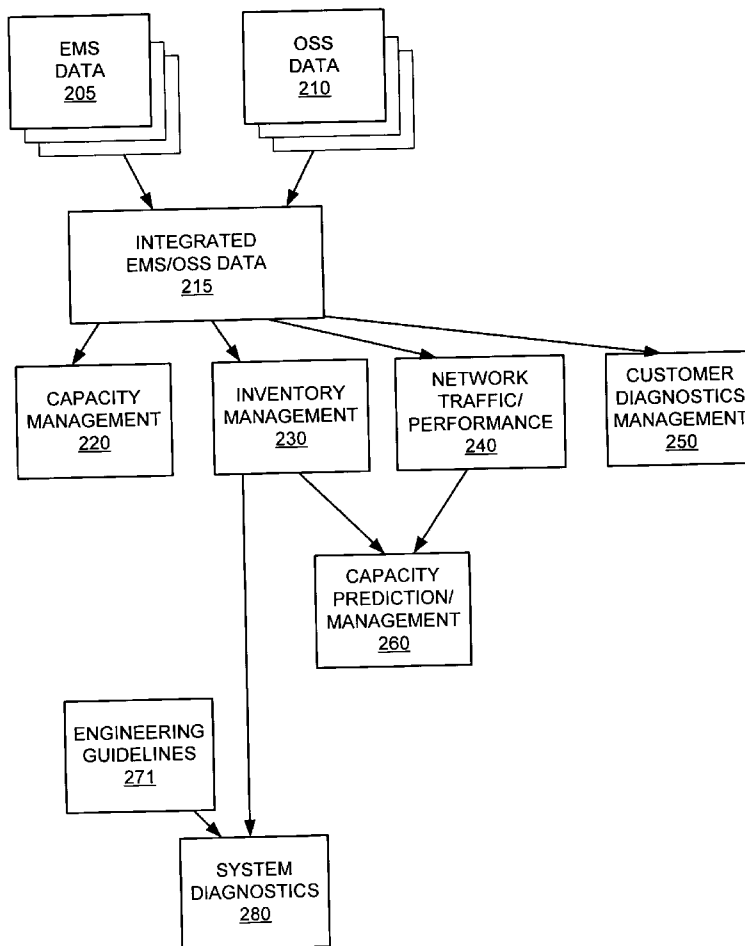 EMS
DATA
205
OSS
DATA
210
INTEGRATED
EMS/OSS DATA
215
CAPACITY
MANAGEMENT
220
INVENTORY
MANAGEMENT
230
NETWORK
TRAFFIC/
PERFORMANCE
240
CUSTOMER
DIAGNOSTICS
MANAGEMENT
250
CAPACITY
PREDICTION/
MANAGEMENT
260
ENGINEERING
GUIDELINES
271
SYSTEM
DIAGNOSTICS
280